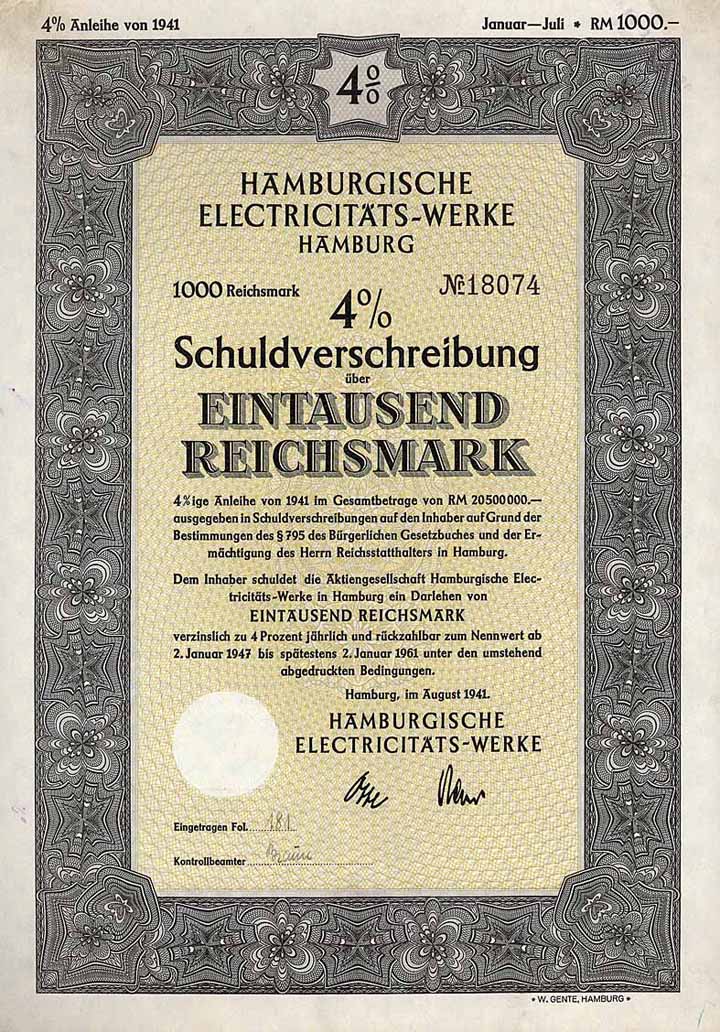 4% Anleihe von 1941
Januar—Juli * RM 1000.—
4%
HAMBURGISCHE
ELECTRICITÄTS-WERKE
HAMBURG
1000 Reichsmark
№ 18074
4%
Schuldverschreibung
über
EINTAUSEND
REICHSMARK
4%ige Anleihe von 1941 im Gesamtbetrage von RM 20500000.—
ausgegeben in Schuldverschreibungen auf den Inhaber auf Grund der
Bestimmungen des § 795 des Bürgerlichen Gesetzbuches und der Er-
mächtigung des Herrn Reichsstatthalters in Hamburg.
Dem Inhaber schuldet die Aktiengesellschaft Hamburgische Elec-
tricitäts-Werke in Hamburg ein Darlehen von
EINTAUSEND REICHSMARK
verzinslich zu 4 Prozent jährlich und rückzahlbar zum Nennwert ab
2. Januar 1947 bis spätestens 2. Januar 1961 unter den umstehend
abgedruckten Bedingungen.
Hamburg, im August 1941.
HAMBURGISCHE
ELECTRICITÄTS-WERKE
Eingetragen Fol. 181
Kontrollbeamter Braun
* W. GENTE, HAMBURG *